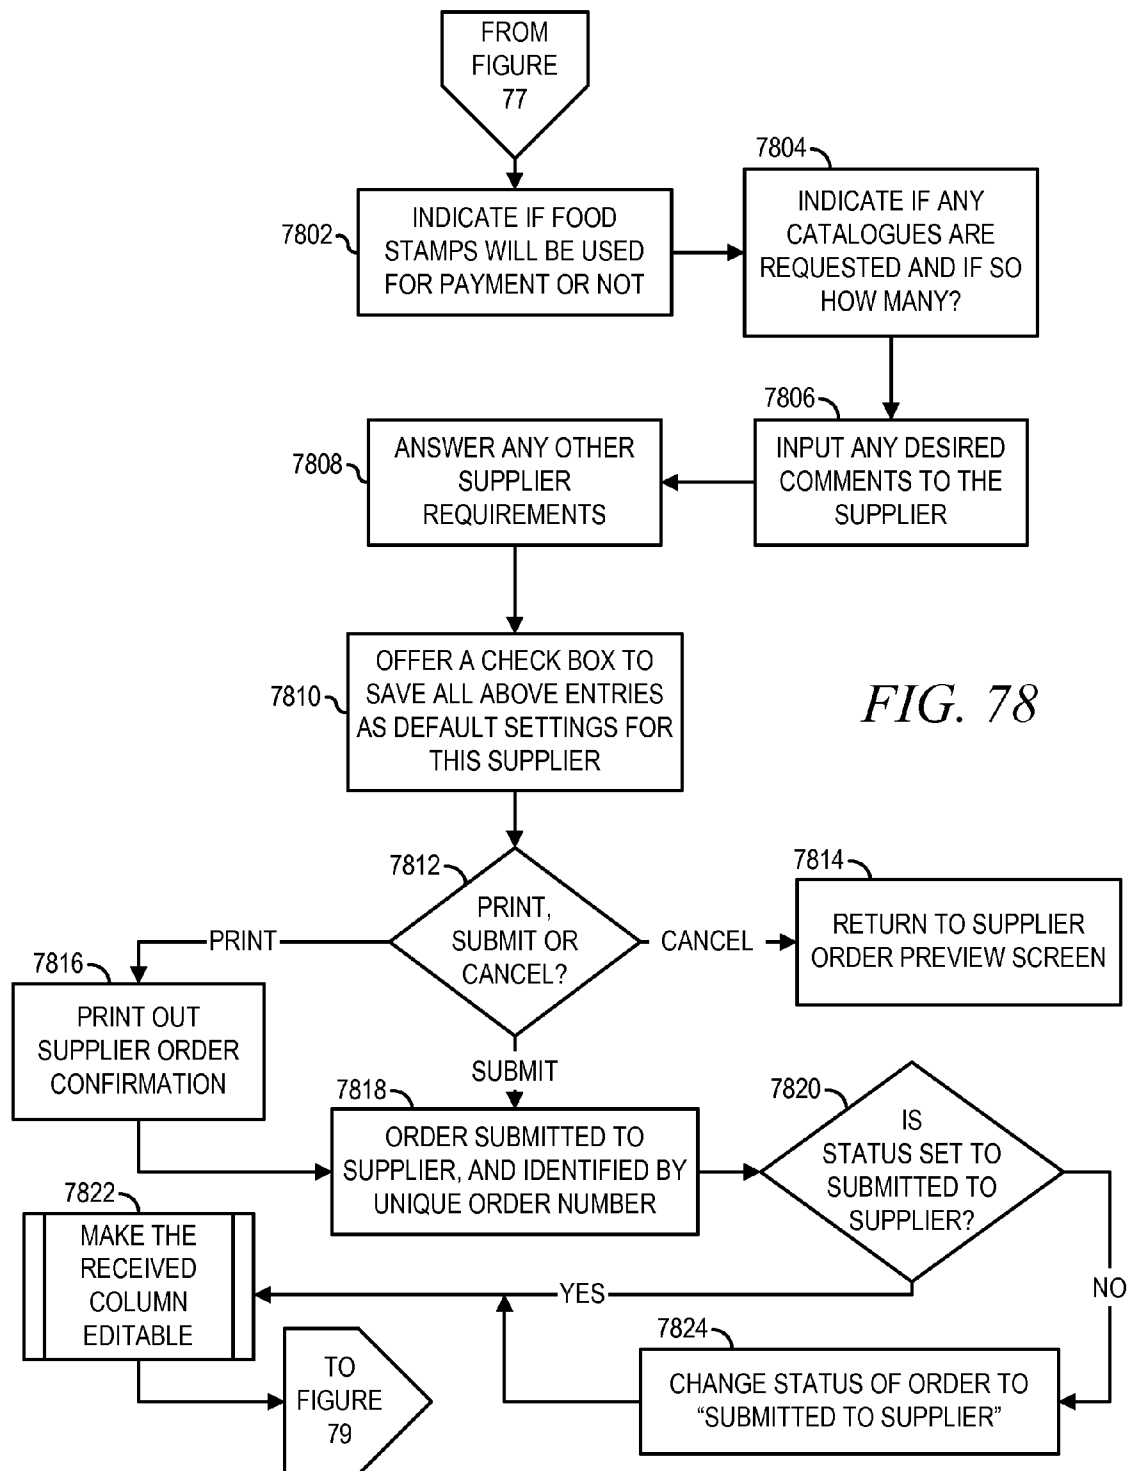 FROM
FIGURE
77
7802
INDICATE IF FOOD
STAMPS WILL BE USED
FOR PAYMENT OR NOT
7804
INDICATE IF ANY
CATALOGUES ARE
REQUESTED AND IF SO
HOW MANY?
7806
INPUT ANY DESIRED
COMMENTS TO THE
SUPPLIER
7808
ANSWER ANY OTHER
SUPPLIER
REQUIREMENTS
7810
OFFER A CHECK BOX TO
SAVE ALL ABOVE ENTRIES
AS DEFAULT SETTINGS FOR
THIS SUPPLIER
FIG. 78
7812
PRINT,
SUBMIT OR
CANCEL?
PRINT
CANCEL
SUBMIT
7814
RETURN TO SUPPLIER
ORDER PREVIEW SCREEN
7816
PRINT OUT
SUPPLIER ORDER
CONFIRMATION
7818
ORDER SUBMITTED TO
SUPPLIER, AND IDENTIFIED BY
UNIQUE ORDER NUMBER
7820
IS
STATUS SET TO
SUBMITTED TO
SUPPLIER?
YES
NO
7822
MAKE THE
RECEIVED
COLUMN
EDITABLE
7824
CHANGE STATUS OF ORDER TO
“SUBMITTED TO SUPPLIER”
TO
FIGURE
79